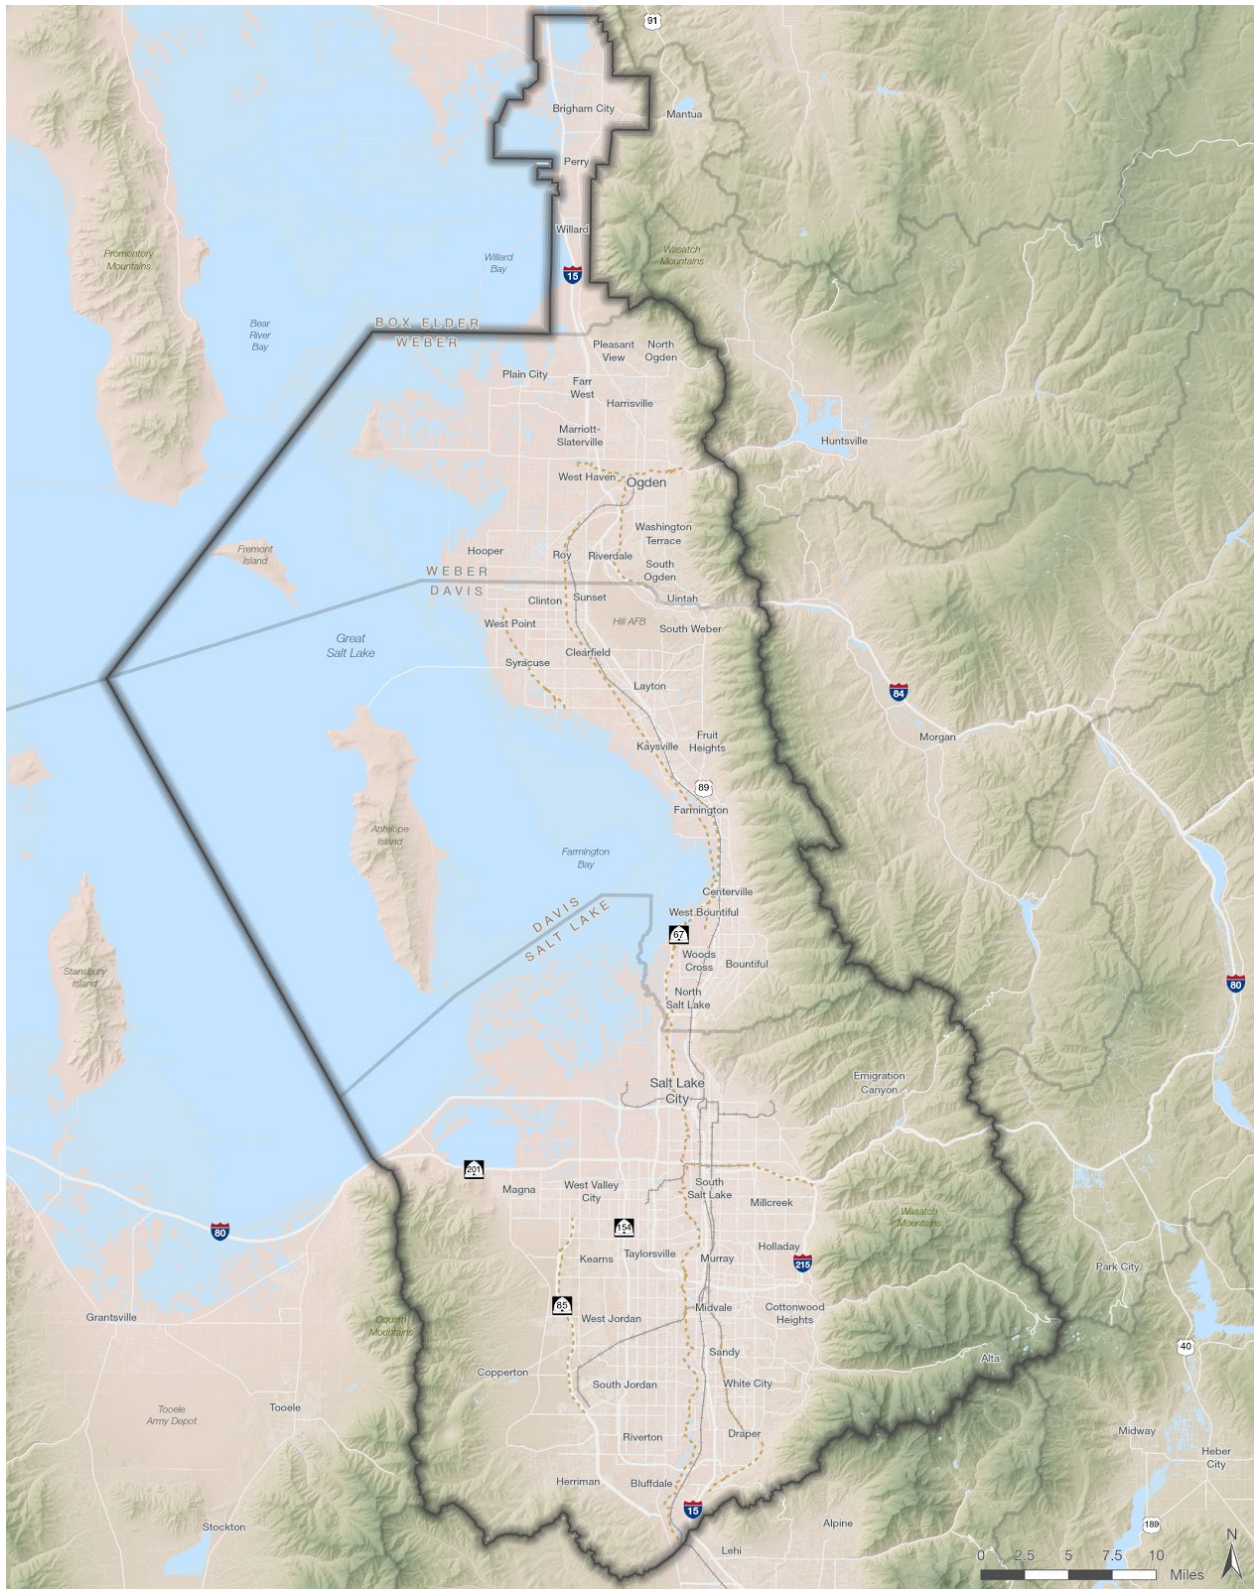 91
Brigham City
Mantua
Perry
Willard
Promontory
Mountains
Wasatch
Mountains
Willard
Bay
15
BOX ELDER
WEBER
Bear
River
Bay
Pleasant
View
North
Ogden
Plain City
Farr
West
Harrisville
Marriott-
Slaterville
Huntsville
West Haven
Ogden
Washington
Terrace
Fremont
Island
Hooper
Roy
Riverdale
South
Ogden
WEBER
DAVIS
Clinton
Sunset
Uintah
West Point
Hill AFB
South Weber
Great
Salt Lake
Clearfield
Syracuse
Layton
84
Morgan
Kaysville
Fruit
Heights
89
Farmington
Antelope
Island
Farmington
Bay
Centerville
DAVIS
SALT LAKE
West Bountiful
67
Woods
Cross
Bountiful
Stansbury
Island
80
North
Salt Lake
Salt Lake
City
Emigration
Canyon
201
Magna
West Valley
City
South
Salt Lake
Millcreek
Wasatch
Mountains
80
154
Kearns
Taylorsville
Murray
Holladay
215
Park City
85
Midvale
Cottonwood
Heights
Grantsville
Oquirrh
Mountains
West Jordan
40
Sandy
Alta
Copperton
South Jordan
White City
Tooele
Army Depot
Tooele
Riverton
Draper
Midway
Heber
City
Herriman
Bluffdale
15
Stockton
Alpine
189
Lehi
N
0 2.5 5 7.5 10
Miles